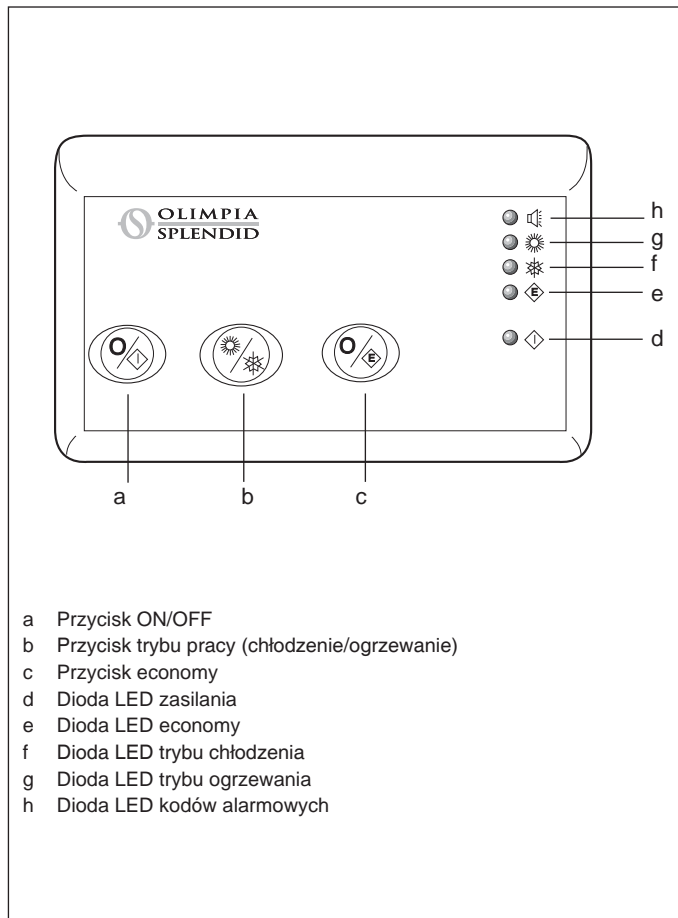 OLIMPIA
SPLENDID
h
g
f
E
e
d
O
O
E
a
b
c
a Przycisk ON/OFF
b Przycisk trybu pracy (chłodzenie/ogrzewanie)
c Przycisk economy
d Dioda LED zasilania
e Dioda LED economy
f Dioda LED trybu chłodzenia
g Dioda LED trybu ogrzewania
h Dioda LED kodów alarmowych